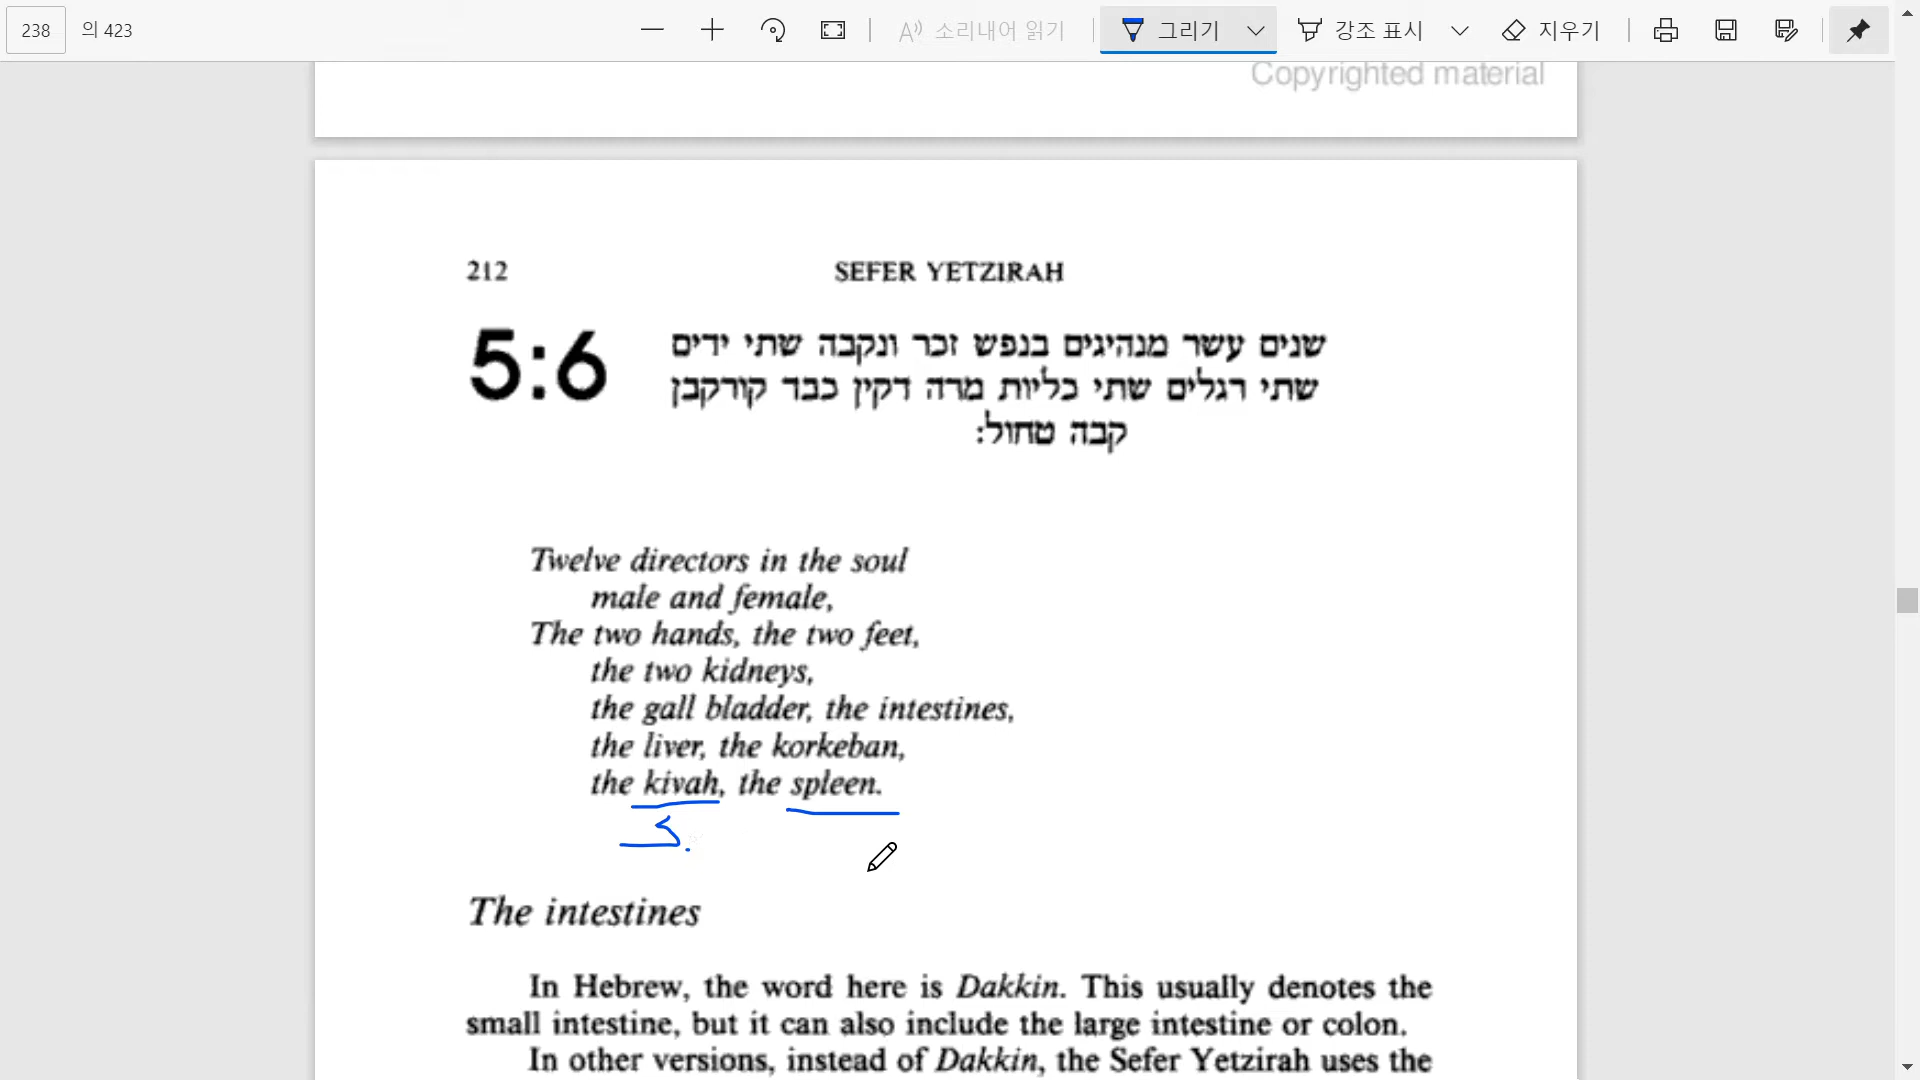 238 의 423 소리내어 읽기 그리기 강조 표시 지우기
Copyrighted material
212 SEFER YETZIRAH
5:6
שנים עשר מנהיגים בנפש זכר ונקבה שתי ידים
שתי רגלים שתי כליות מרה דקין כבד קורקבן
קבה טחול:
Twelve directors in the soul
male and female,
The two hands, the two feet,
the two kidneys,
the gall bladder, the intestines,
the liver, the korkeban,
the kivah, the spleen.
The intestines
In Hebrew, the word here is Dakkin. This usually denotes the
small intestine, but it can also include the large intestine or colon.
In other versions, instead of Dakkin, the Sefer Yetzirah uses the